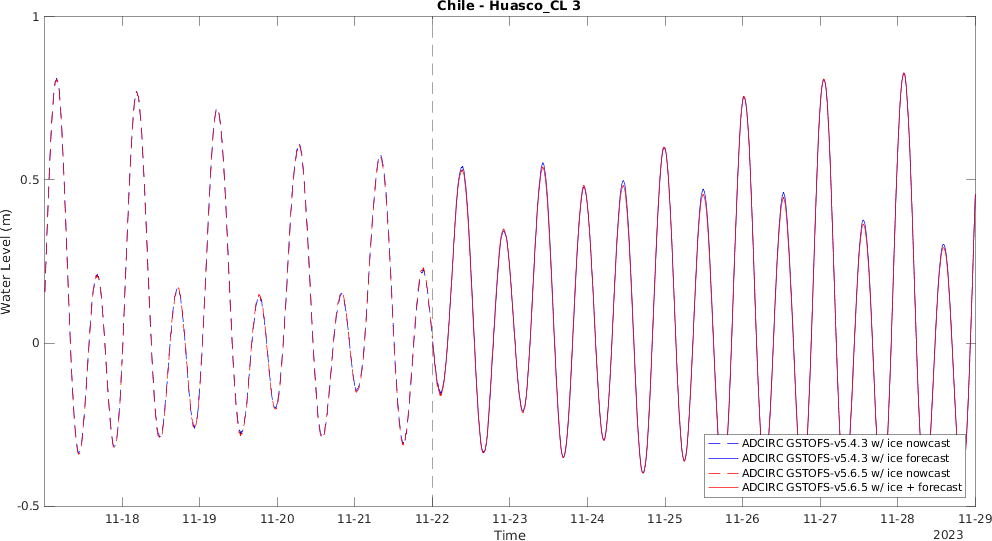 Chile - Huasco_CL 3
1
0.5
0
-0.5
Water Level (m)
ADCIRC GSTOFS-v5.4.3 w/ ice nowcast
ADCIRC GSTOFS-v5.4.3 w/ ice forecast
ADCIRC GSTOFS-v5.6.5 w/ ice nowcast
ADCIRC GSTOFS-v5.6.5 w/ ice + forecast
11-18 11-19 11-20 11-21 11-22 11-23 11-24 11-25 11-26 11-27 11-28 11-29
Time
2023